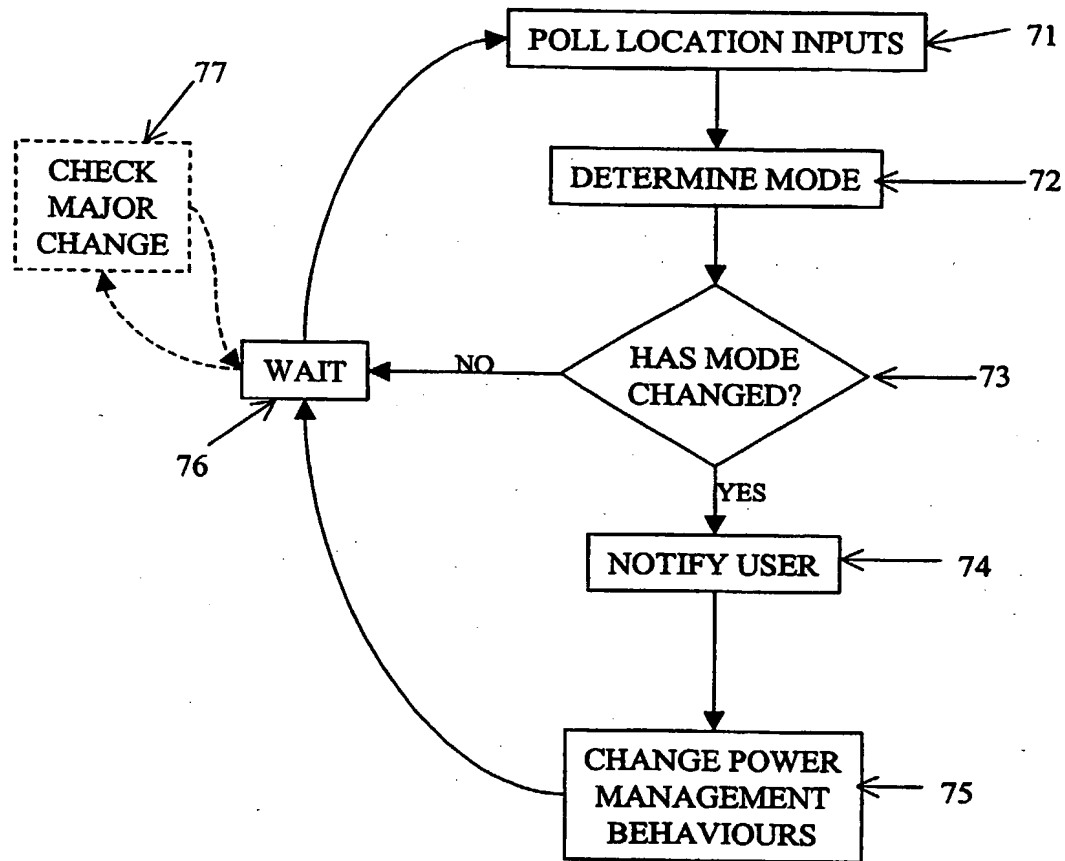 POLL LOCATION INPUTS
71
77
CHECK
MAJOR
CHANGE
DETERMINE MODE
72
WAIT
NO
HAS MODE
CHANGED?
73
76
YES
NOTIFY USER
74
CHANGE POWER
MANAGEMENT
BEHAVIOURS
75